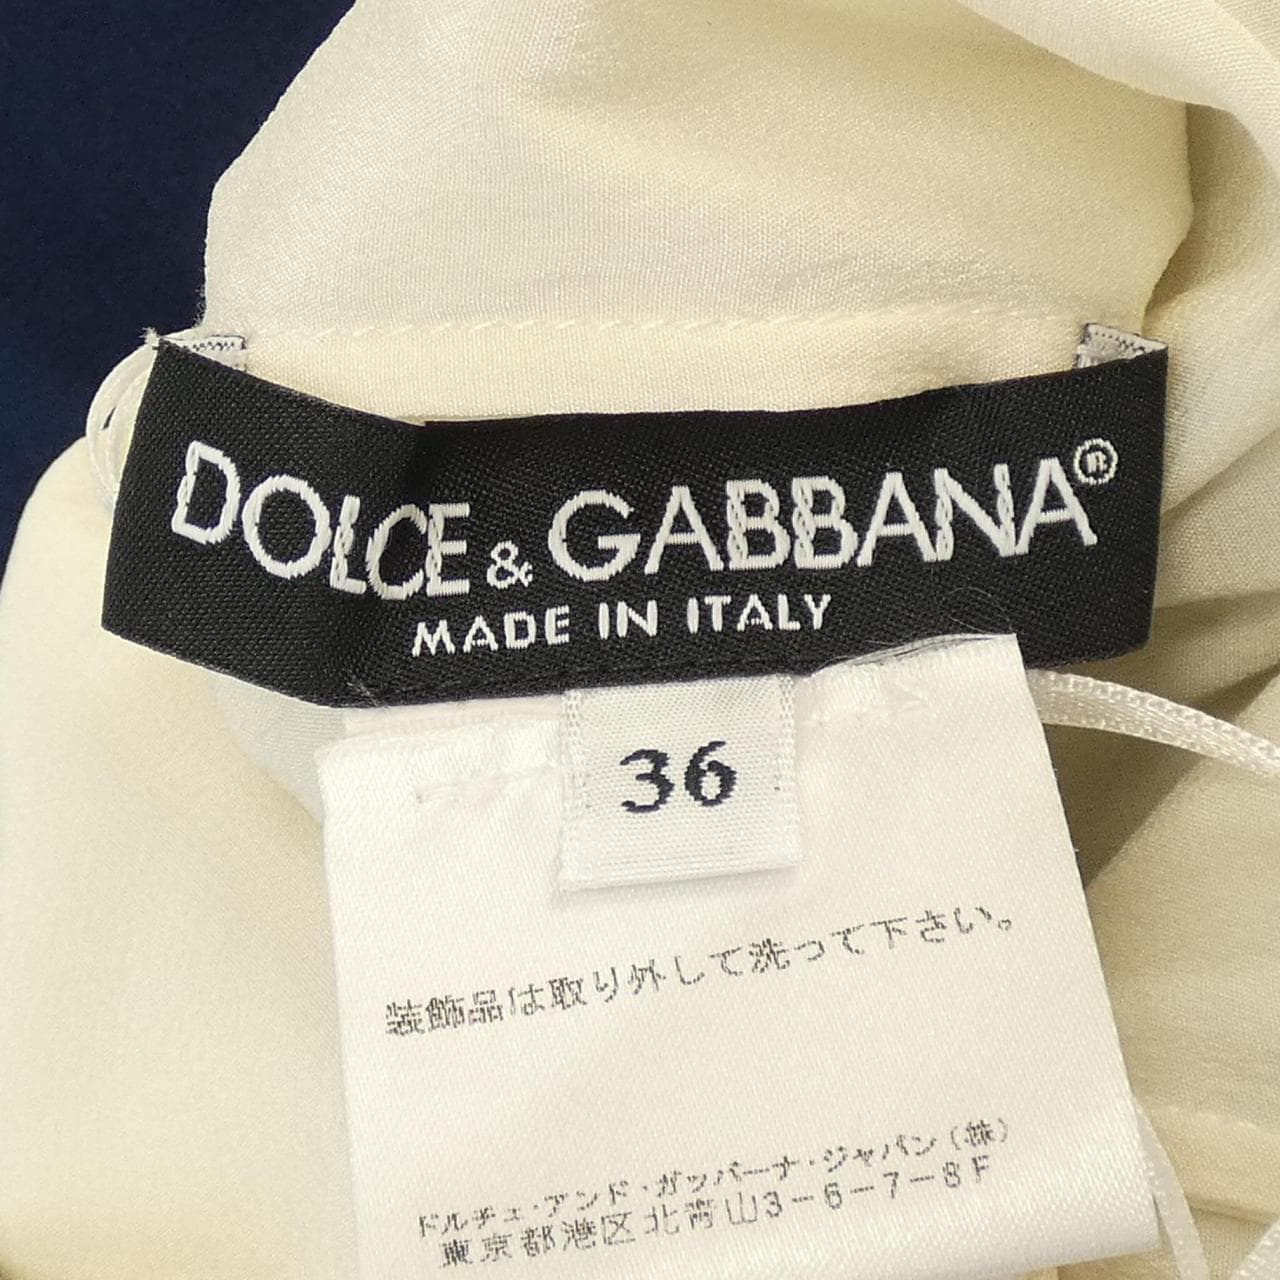 DOLCE & GABBANA®
MADE IN ITALY
36
装飾品は取り外して洗って下さい。
ドルチェ・アンド・ガッバーナ・ジャパン(株)
東京都港区北青山3-6-7-8F